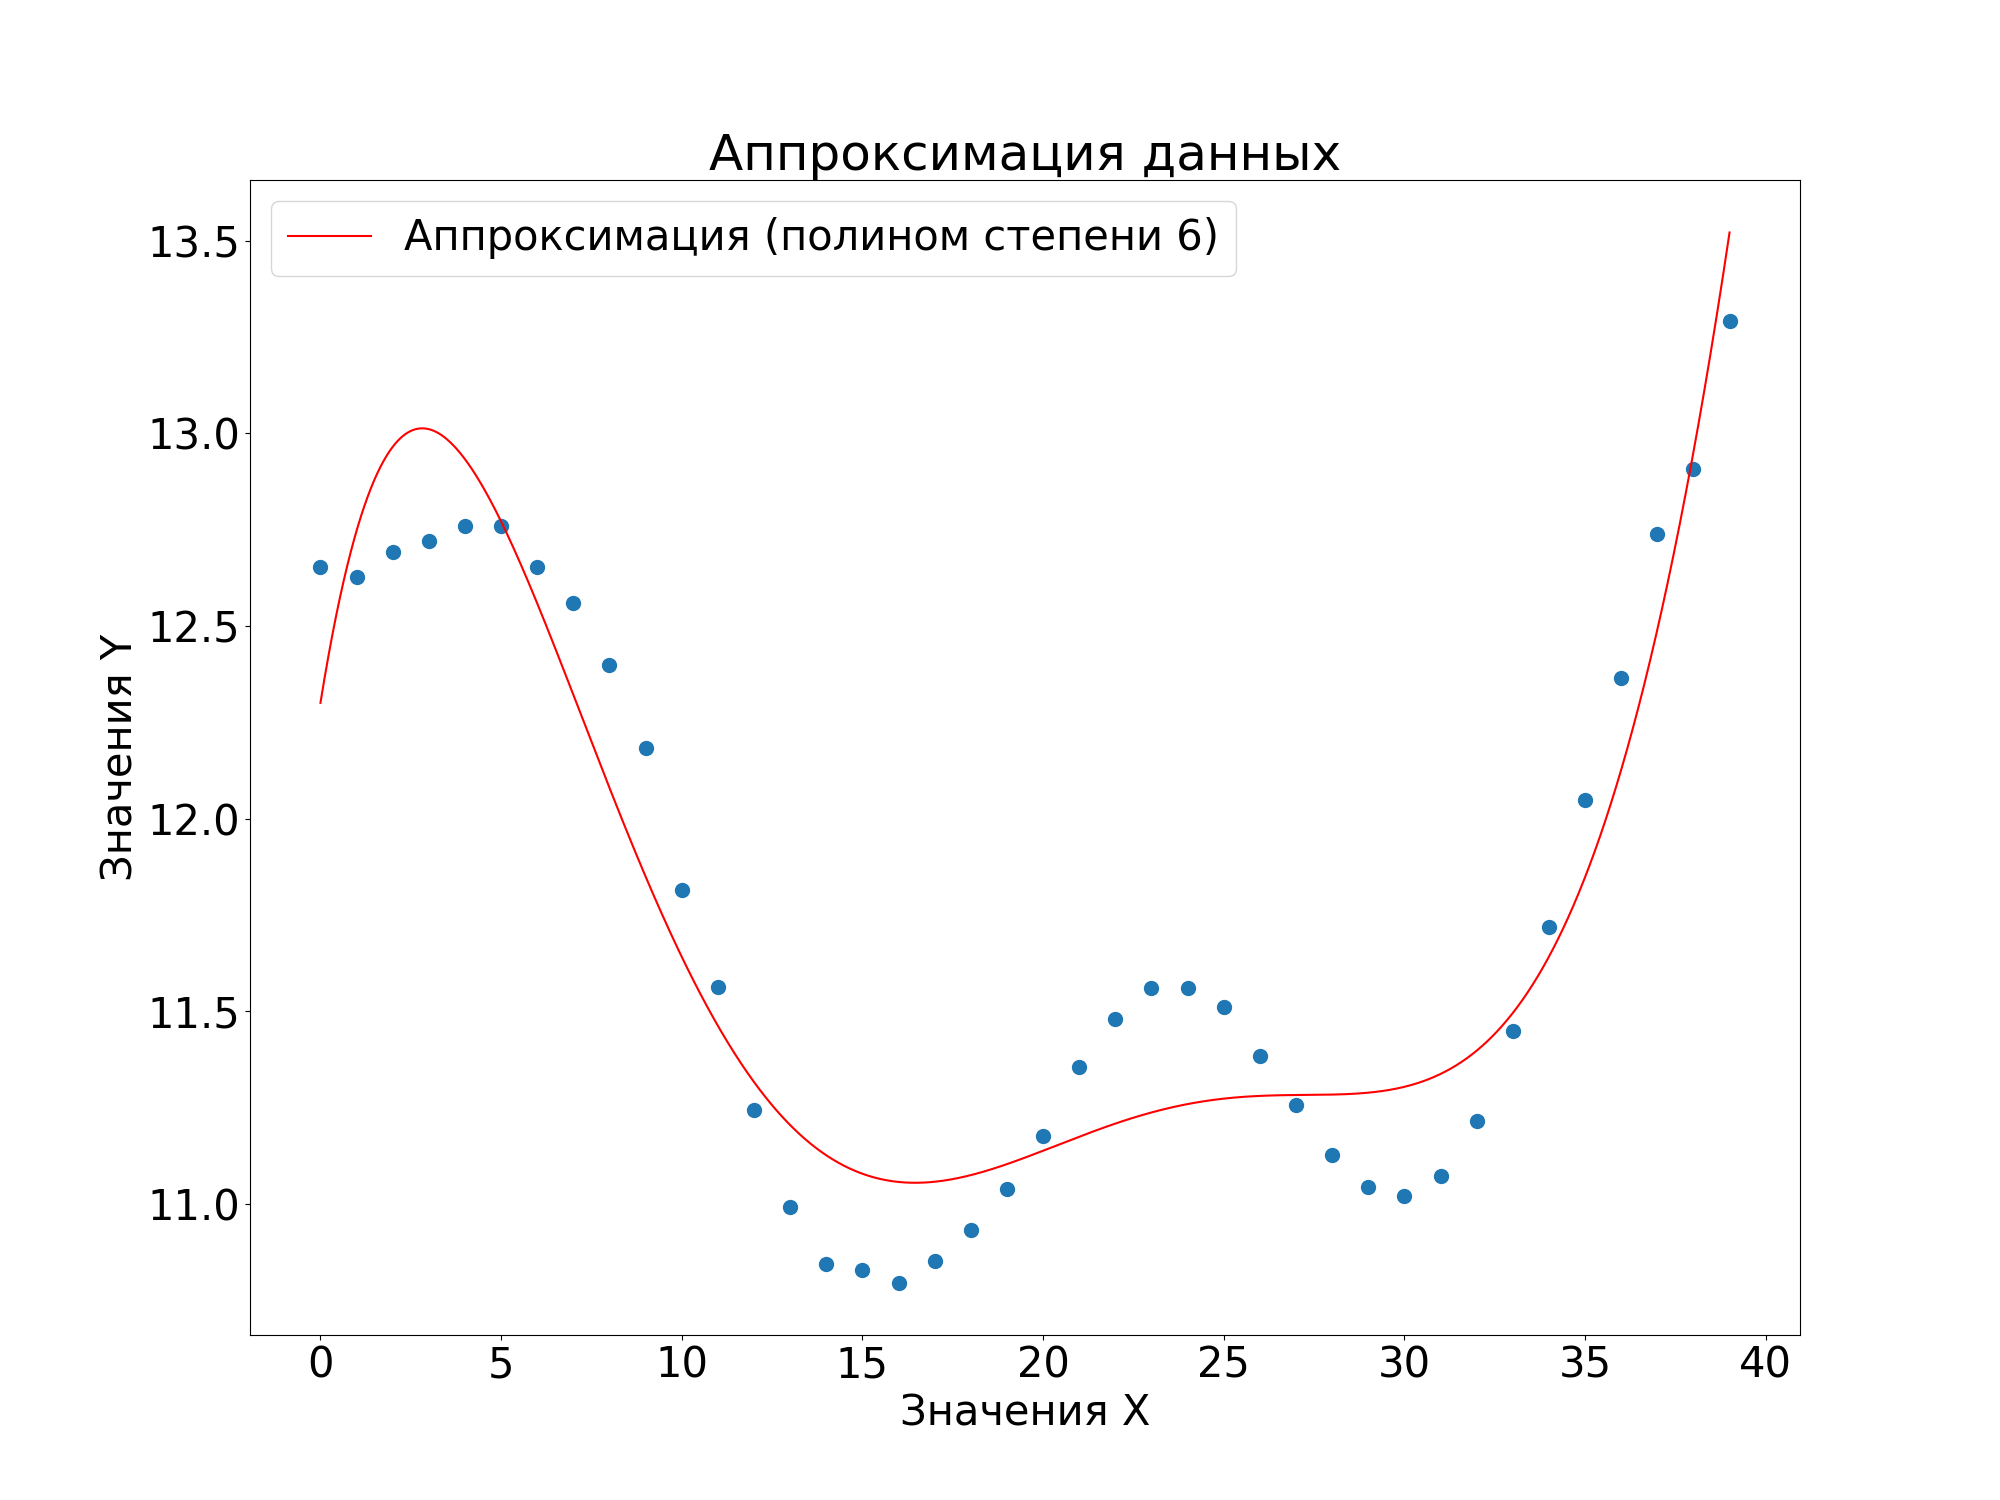 Аппроксимация данных
Аппроксимация (полином степени 6)
13.5
13.0
12.5
12.0
11.5
11.0
Значения Y
0 5 10 15 20 25 30 35 40
Значения X